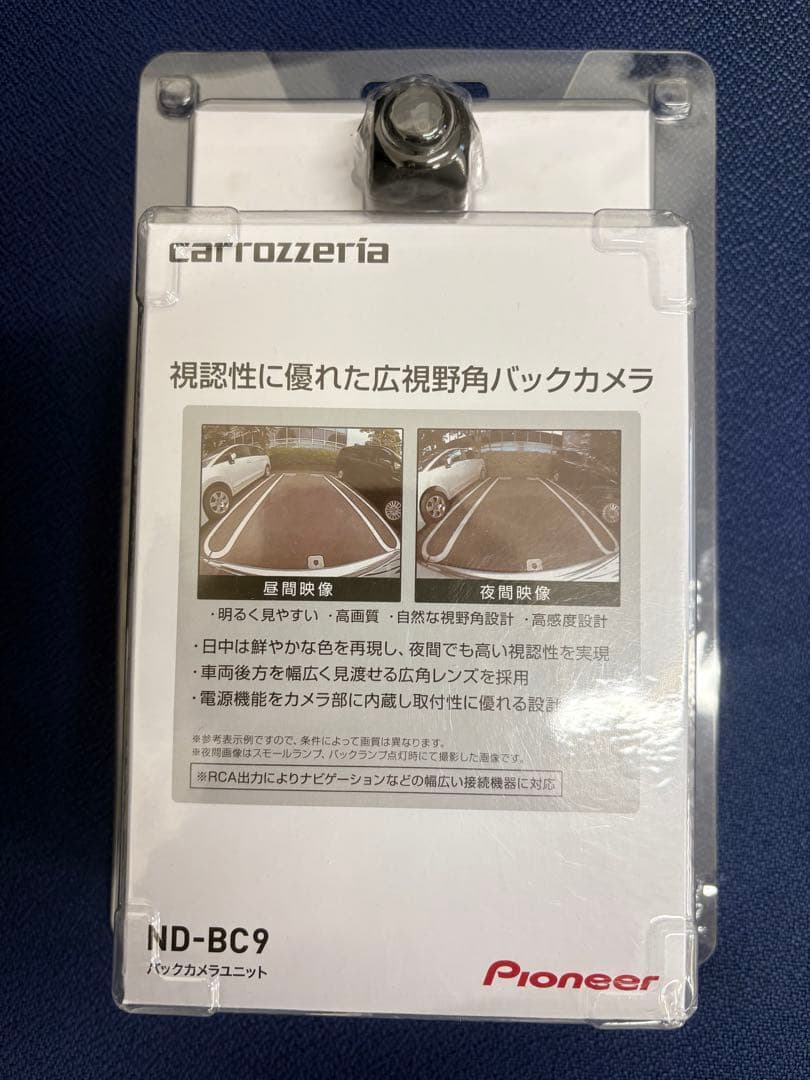 carrozzeria
視認性に優れた広視野角バックカメラ
昼間映像
夜間映像
・明るく見やすい ・高画質 ・自然な視野角設計 ・高感度設計
・日中は鮮やかな色を再現し、夜間でも高い視認性を実現
・車両後方を幅広く見渡せる広角レンズを採用
・電源機能をカメラ部に内蔵し取付性に優れる設計
※参考表示例ですので、条件によって画質は異なります。
※夜間画像はスモールランプ、バックランプ点灯時にて撮影した画像です。
※RCA出力によりナビゲーションなどの幅広い接続機器に対応
ND-BC9
バックカメラユニット
Pioneer